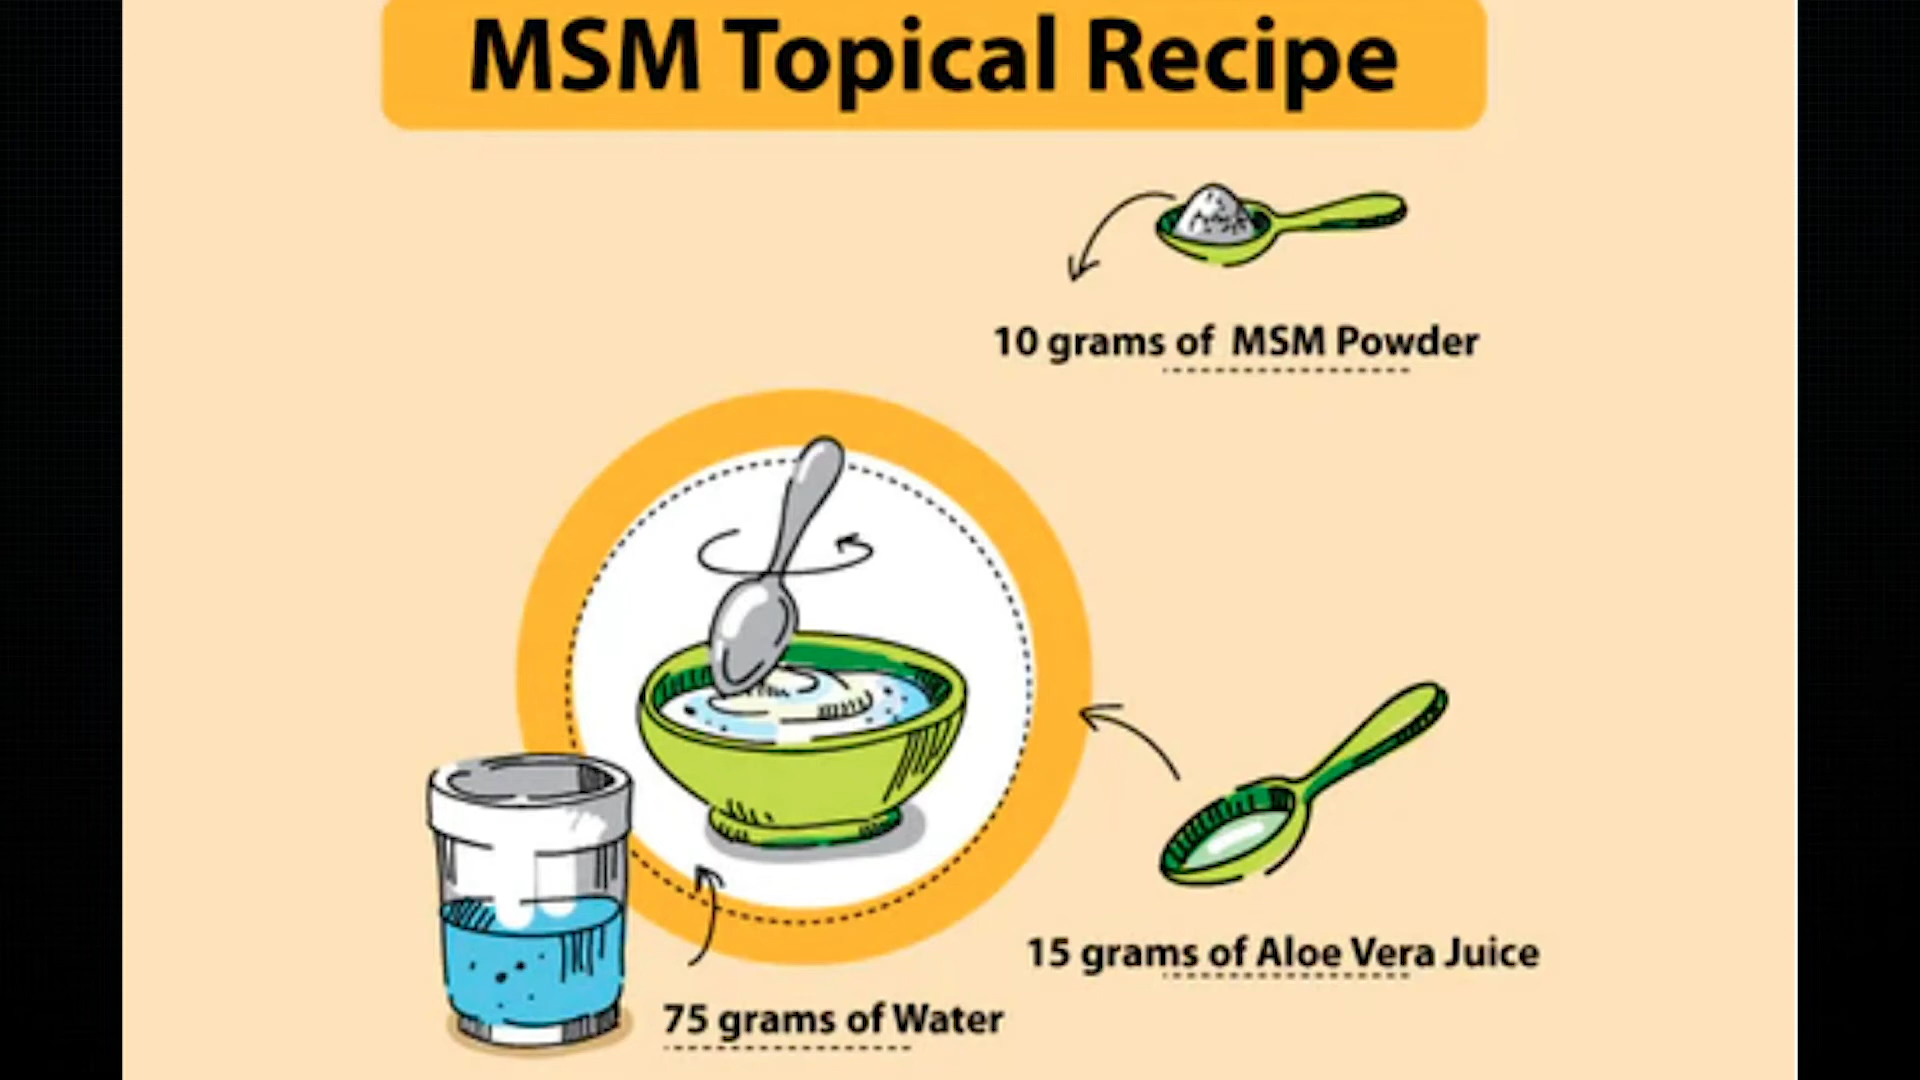 MSM Topical Recipe
10 grams of MSM Powder
15 grams of Aloe Vera Juice
75 grams of Water